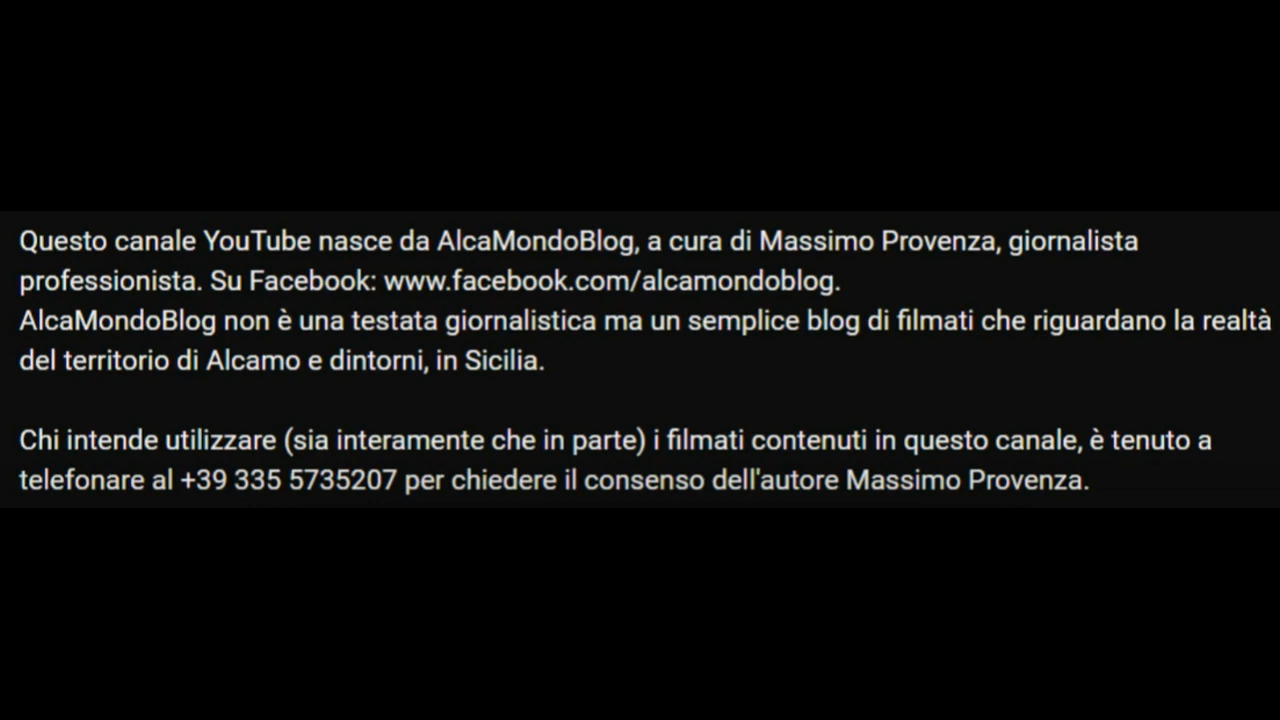 Questo canale YouTube nasce da AlcaMondoBlog, a cura di Massimo Provenza, giornalista
professionista. Su Facebook: www.facebook.com/alcamondoblog.
AlcaMondoBlog non è una testata giornalistica ma un semplice blog di filmati che riguardano la realtà
del territorio di Alcamo e dintorni, in Sicilia.
Chi intende utilizzare (sia interamente che in parte) i filmati contenuti in questo canale, è tenuto a
telefonare al +39 335 5735207 per chiedere il consenso dell'autore Massimo Provenza.